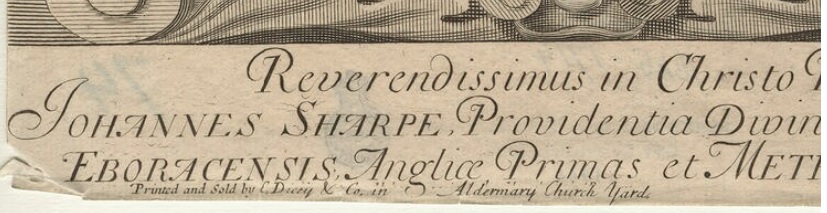 Reverendissimus in Christo P
JOHANNES SHARPE, Providentia Divin
EBORACENSIS, Angliæ Primas et METR
Printed and Sold by C. Dicey & Co. in Aldermary Church Yard.